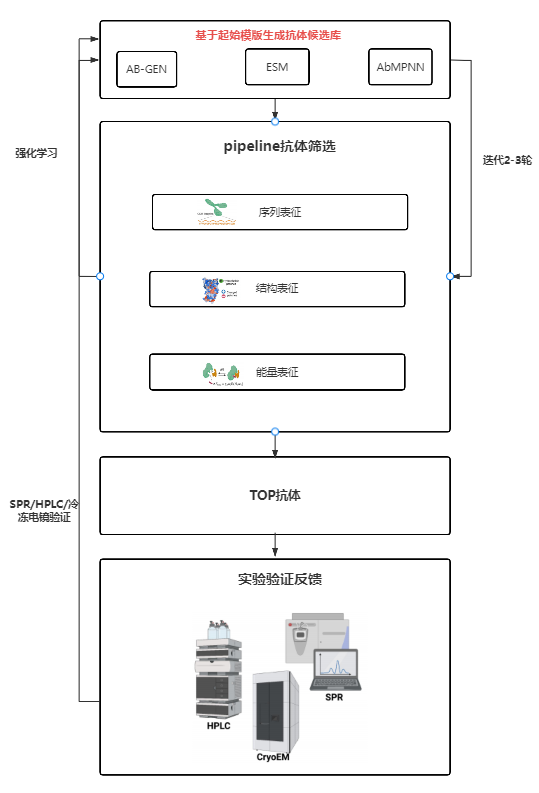 基于起始模版生成抗体候选库
AB-GEN
ESM
AbMPNN
强化学习
迭代2-3轮
pipeline抗体筛选
序列表征
结构表征
能量表征
SPR/HPLC/冷
冻电镜验证
TOP抗体
实验验证反馈
HPLC
CryoEM
SPR